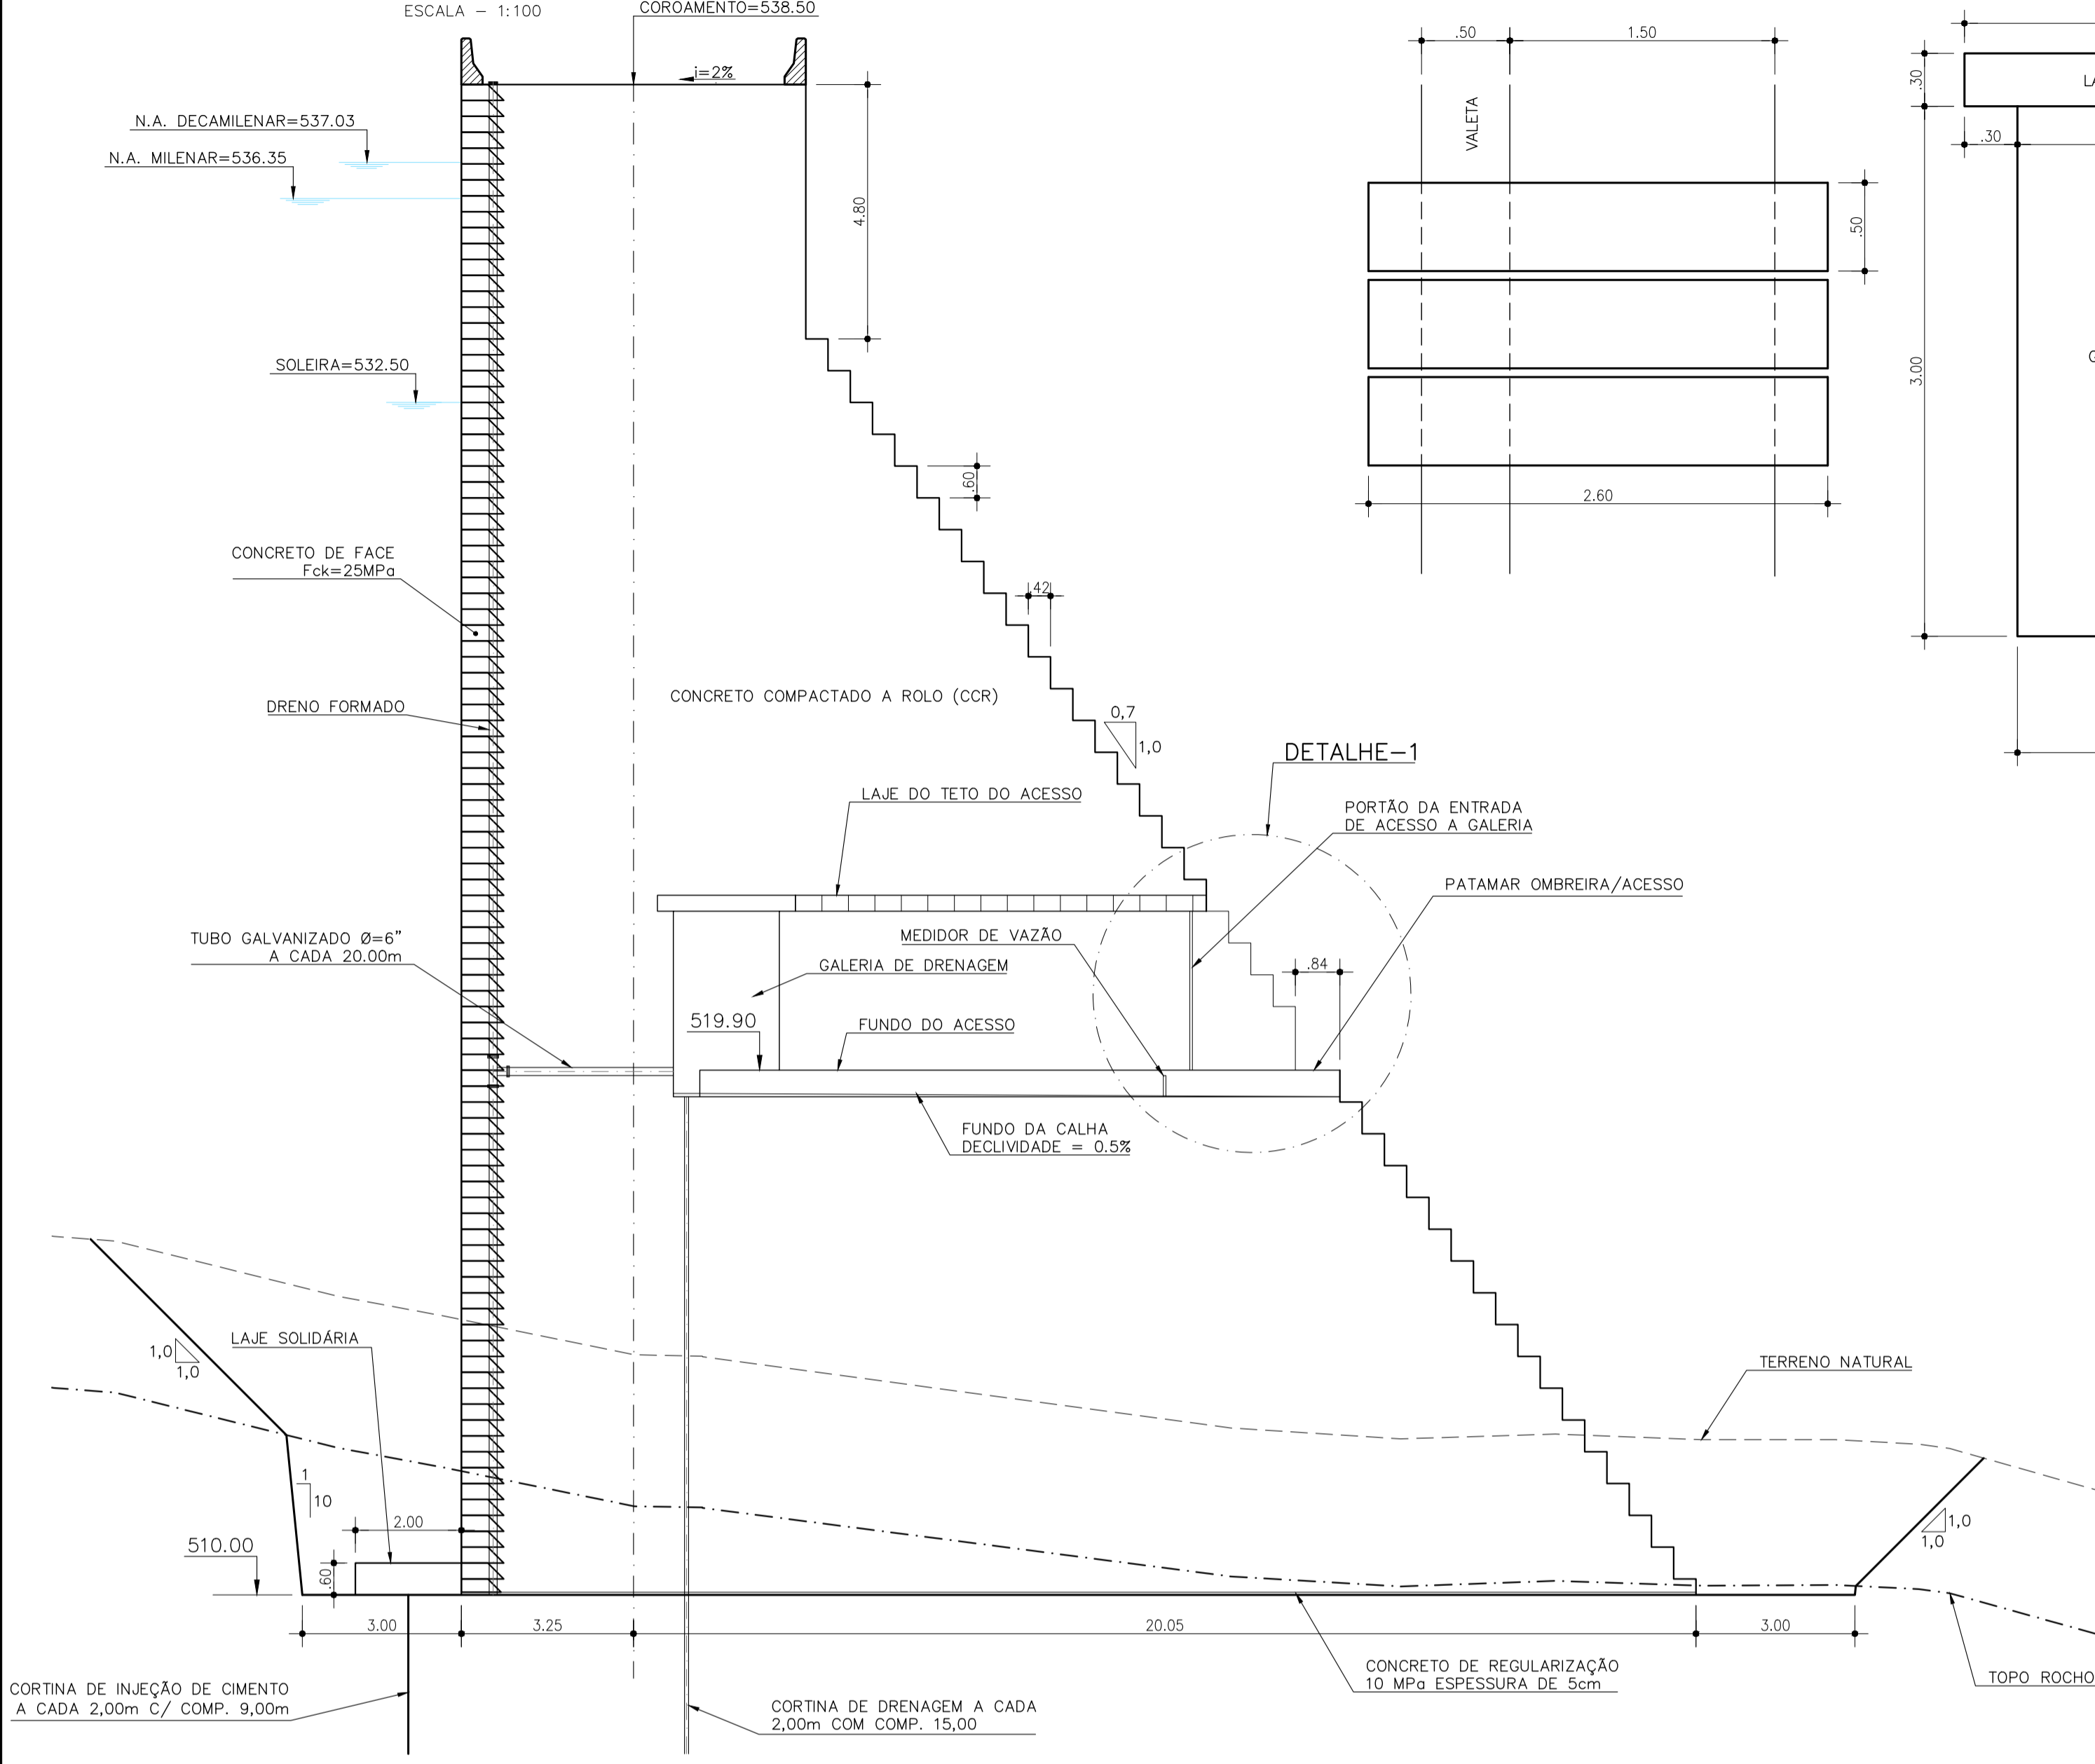 ESCALA – 1:100
COROAMENTO=538.50
i=2%
N.A. DECAMILENAR=537.03
N.A. MILENAR=536.35
4.80
SOLEIRA=532.50
.60
CONCRETO DE FACE
Fck=25MPa
.42
DRENO FORMADO
CONCRETO COMPACTADO A ROLO (CCR)
0,7
1,0
DETALHE–1
LAJE DO TETO DO ACESSO
PORTÃO DA ENTRADA
DE ACESSO A GALERIA
PATAMAR OMBREIRA/ACESSO
TUBO GALVANIZADO Ø=6"
A CADA 20.00m
MEDIDOR DE VAZÃO
GALERIA DE DRENAGEM
.84
519.90
FUNDO DO ACESSO
FUNDO DA CALHA
DECLIVIDADE = 0.5%
LAJE SOLIDÁRIA
1,0
1,0
TERRENO NATURAL
1
10
2.00
1,0
1,0
510.00
.60
3.00
3.25
20.05
3.00
CORTINA DE INJEÇÃO DE CIMENTO
A CADA 2,00m C/ COMP. 9,00m
CORTINA DE DRENAGEM A CADA
2,00m COM COMP. 15,00
CONCRETO DE REGULARIZAÇÃO
10 MPa ESPESSURA DE 5cm
TOPO ROCHO
.50
1.50
VALETA
.50
2.60
.30
LA
.30
3.00
G